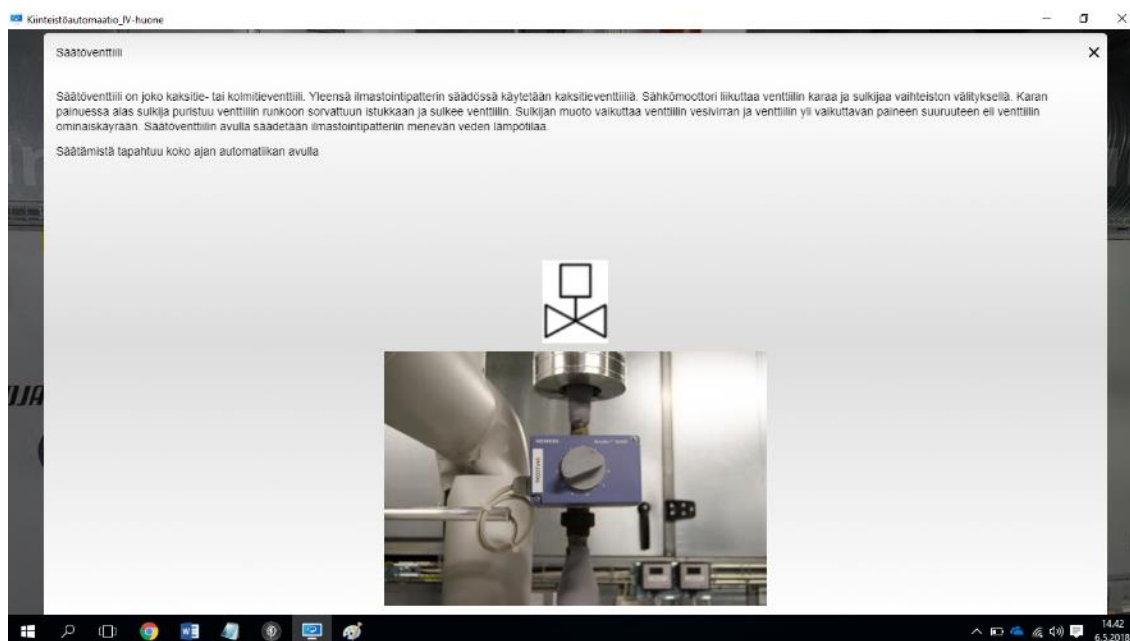 Kiinteistöautomaatio_IV-huone
Säätöventtiili
Säätöventtiili on joko kaksitie- tai kolmitieventtiili. Yleensä ilmastointipatterin säädössä käytetään kaksitieventtiiliä. Sähkömoottori liikuttaa venttiilin karaa ja sulkijaa vaihteiston välityksellä. Karan
painuessa alas sulkija puristuu venttiilin runkoon sorvattuun istukkaan ja sulkee venttiilin. Sulkijan muoto vaikuttaa venttiilin vesivirran ja venttiilin yli vaikuttavan paineen suuruuteen eli venttiilin
ominaiskäyrään. Säätöventtiilin avulla säädetään ilmastointipatteriin menevän veden lämpötilaa.
Säätämistä tapahtuu koko ajan automatiikan avulla
SIEMENS
14.42
6.5.2018